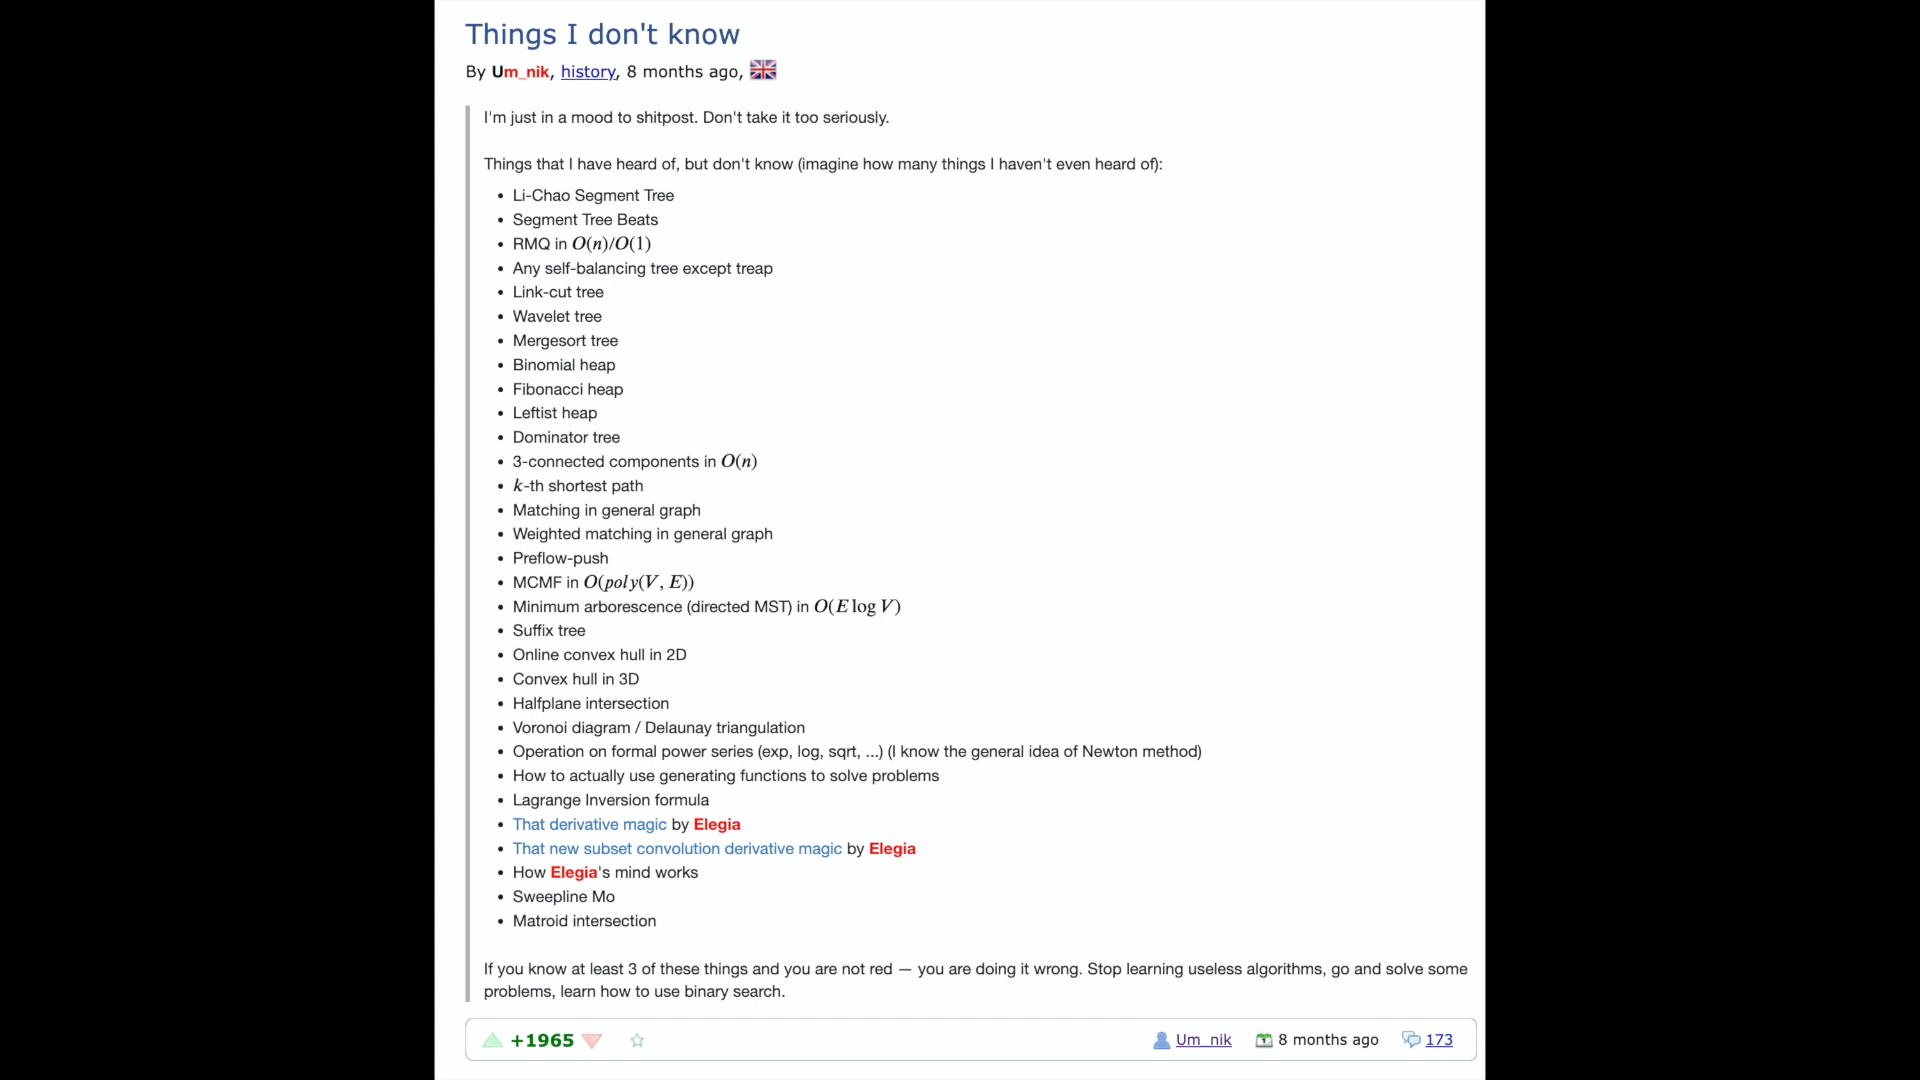 Things I don't know
By Um_nik, history, 8 months ago,
I'm just in a mood to shitpost. Don't take it too seriously.
Things that I have heard of, but don't know (imagine how many things I haven't even heard of):
• Li-Chao Segment Tree
• Segment Tree Beats
• RMQ in O(n)/O(1)
• Any self-balancing tree except treap
• Link-cut tree
• Wavelet tree
• Mergesort tree
• Binomial heap
• Fibonacci heap
• Leftist heap
• Dominator tree
• 3-connected components in O(n)
• k-th shortest path
• Matching in general graph
• Weighted matching in general graph
• Preflow-push
• MCMF in O(poly(V, E))
• Minimum arborescence (directed MST) in O(E log V)
• Suffix tree
• Online convex hull in 2D
• Convex hull in 3D
• Halfplane intersection
• Voronoi diagram / Delaunay triangulation
• Operation on formal power series (exp, log, sqrt, ...) (I know the general idea of Newton method)
• How to actually use generating functions to solve problems
• Lagrange Inversion formula
• That derivative magic by Elegia
• That new subset convolution derivative magic by Elegia
• How Elegia's mind works
• Sweepline Mo
• Matroid intersection
If you know at least 3 of these things and you are not red — you are doing it wrong. Stop learning useless algorithms, go and solve some
problems, learn how to use binary search.
+1965 Um_nik 8 months ago 173